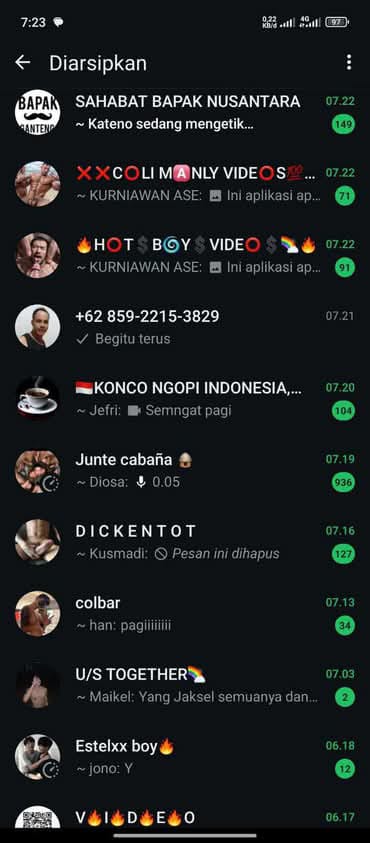 7:23
0,22
KB/d
4G
97
Diarsipkan
BAPAK
GANTENG
SAHABAT BAPAK NUSANTARA
07.22
~ Kateno sedang mengetik...
149
❌❌C⭕LI M🅰️NLY VIDE⭕S💯...
07.22
~ KURNIAWAN ASE: Ini aplikasi ap...
71
🔥H⭕T💲B🌀Y💲VIDE⭕💲🏳️‍🌈🔥
07.22
~ KURNIAWAN ASE: Ini aplikasi ap...
91
+62 859-2215-3829
07.21
Begitu terus
🇮🇩KONCO NGOPI INDONESIA,...
07.20
~ Jefri: Semngat pagi
104
Junte cabaña 🛖
07.19
~ Diosa: 0.05
936
D I C K E N T O T
07.16
~ Kusmadi: Pesan ini dihapus
127
colbar
07.13
~ han: pagiiiiiiii
34
U/S TOGETHER🏳️‍🌈
07.03
~ Maikel: Yang Jaksel semuanya dan...
2
Estelxx boy🔥
06.18
~ jono: Y
12
V🔥I🔥D🔥E🔥O
06.17